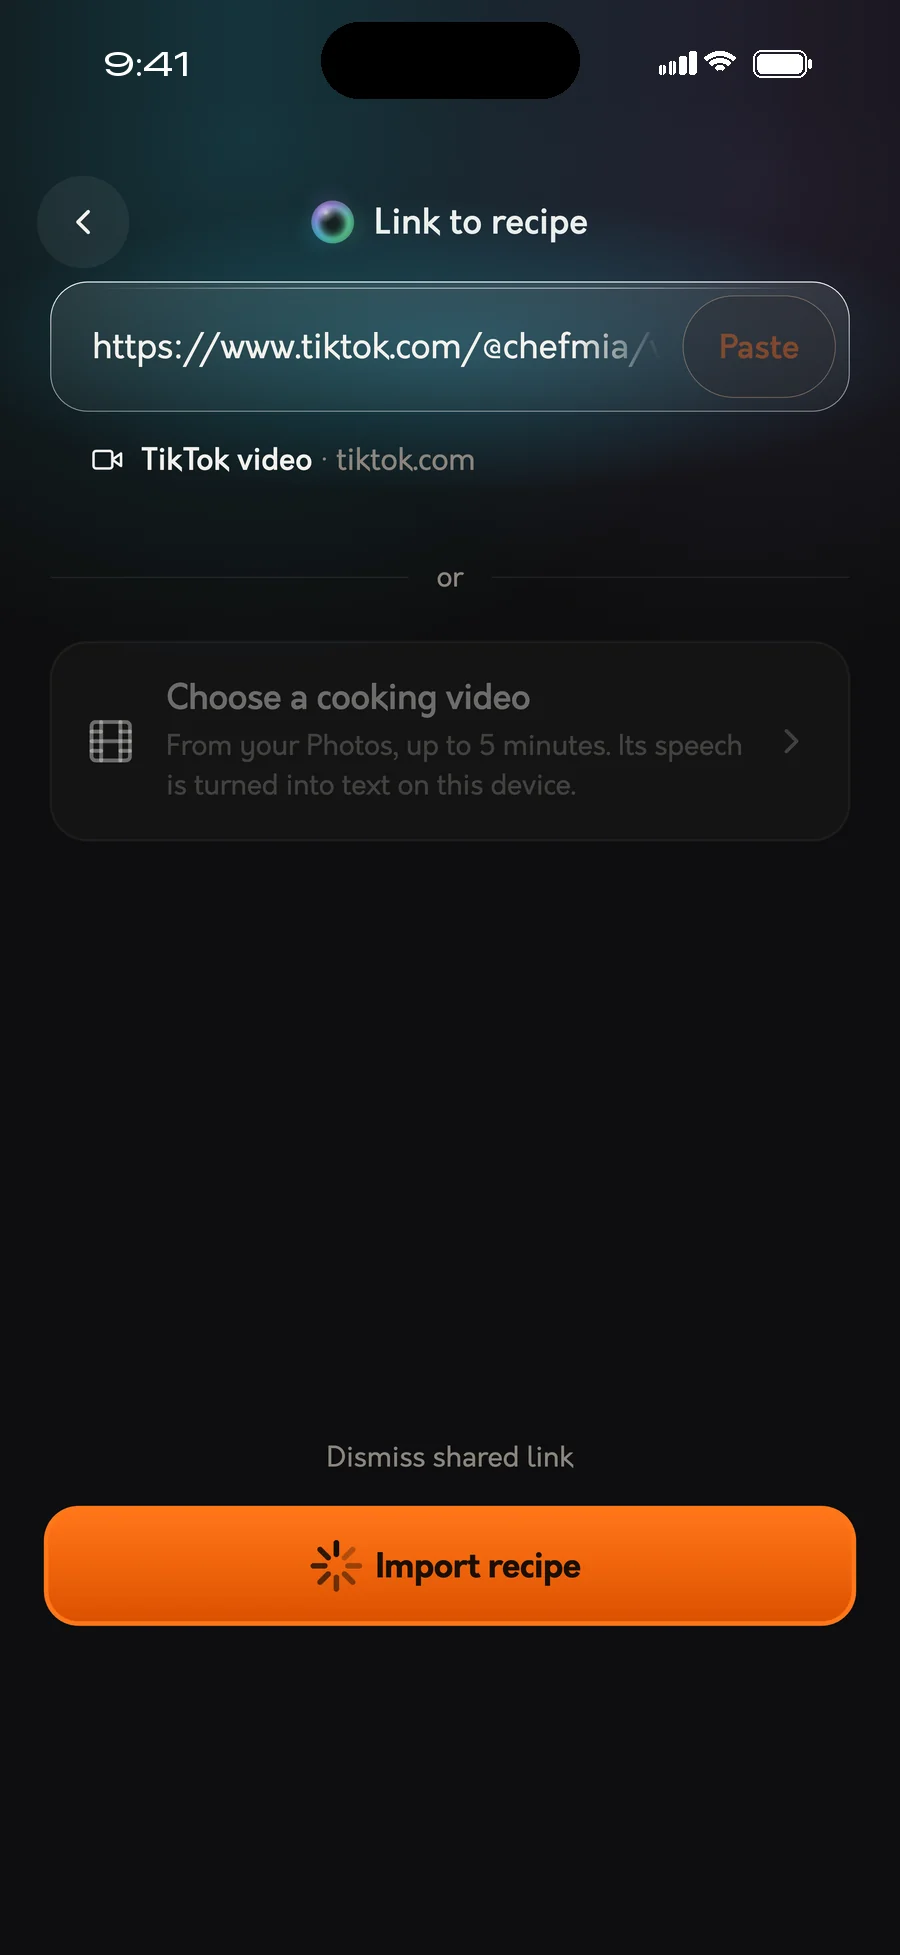 9:41
Link to recipe
https://www.tiktok.com/@chefmia/
Paste
TikTok video · tiktok.com
or
Choose a cooking video
From your Photos, up to 5 minutes. Its speech
is turned into text on this device.
Dismiss shared link
Import recipe